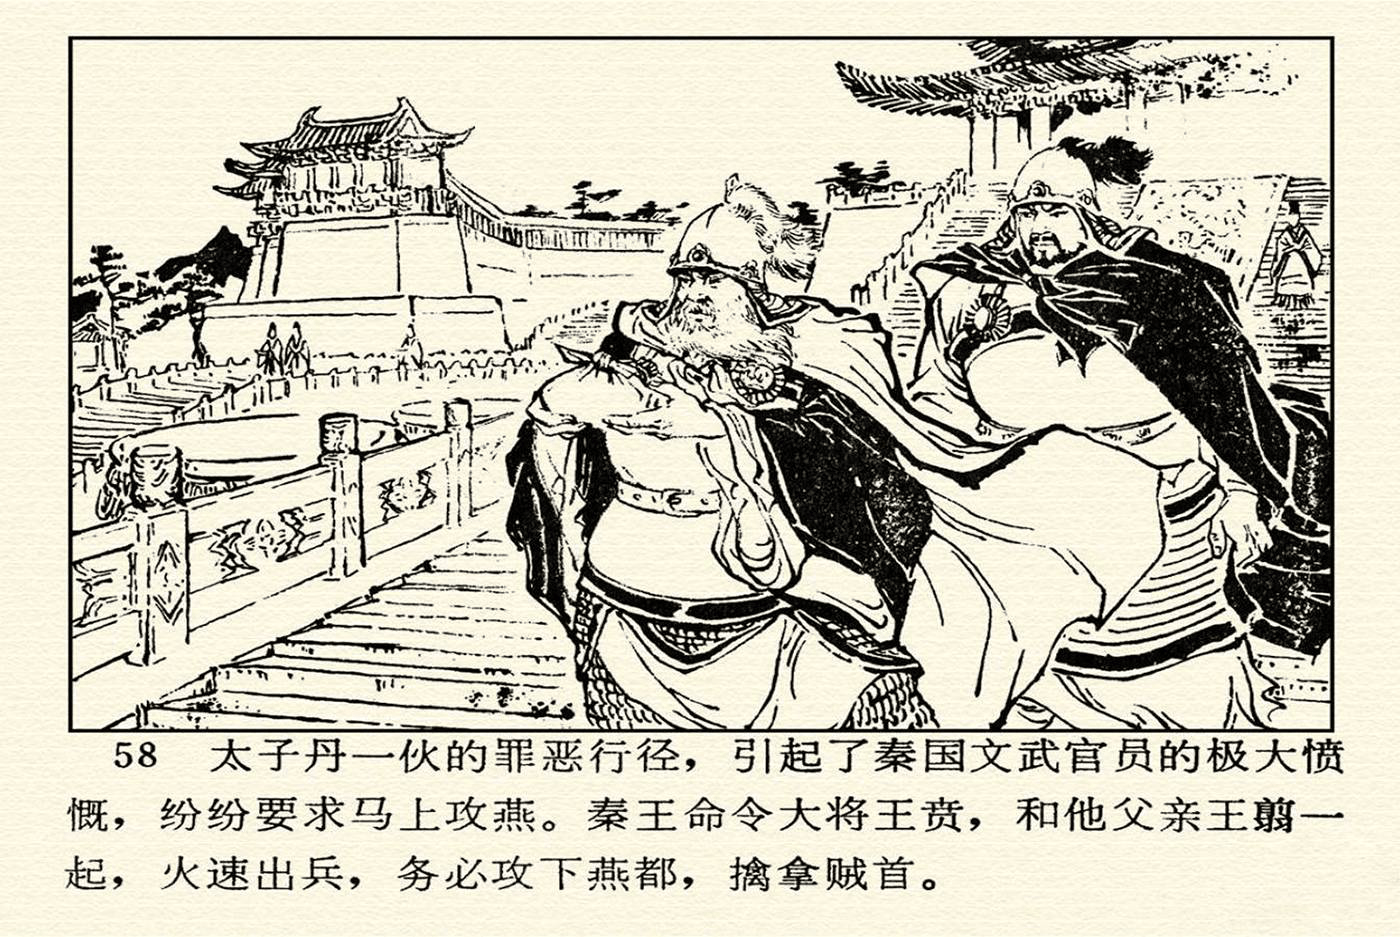 58 太子丹一伙的罪恶行径，引起了秦国文武官员的极大愤
慨，纷纷要求马上攻燕。秦王命令大将王贲，和他父亲王翦一
起，火速出兵，务必攻下燕都，擒拿贼首。